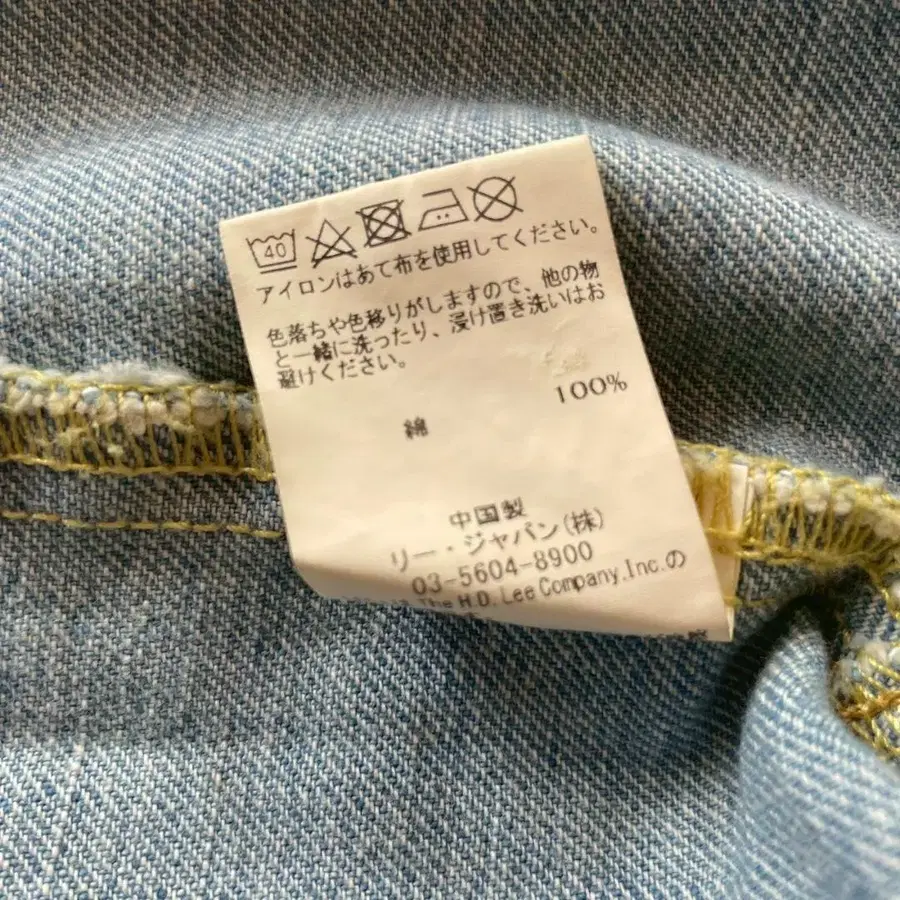 40
アイロンはあて布を使用してください。
色落ちや色移りがしますので、他の物
と一緒に洗ったり、浸け置き洗いはお
避けください。
綿 100%
中国製
リー・ジャパン(株)
03-5604-8900
The H.D. Lee Company, Inc.の